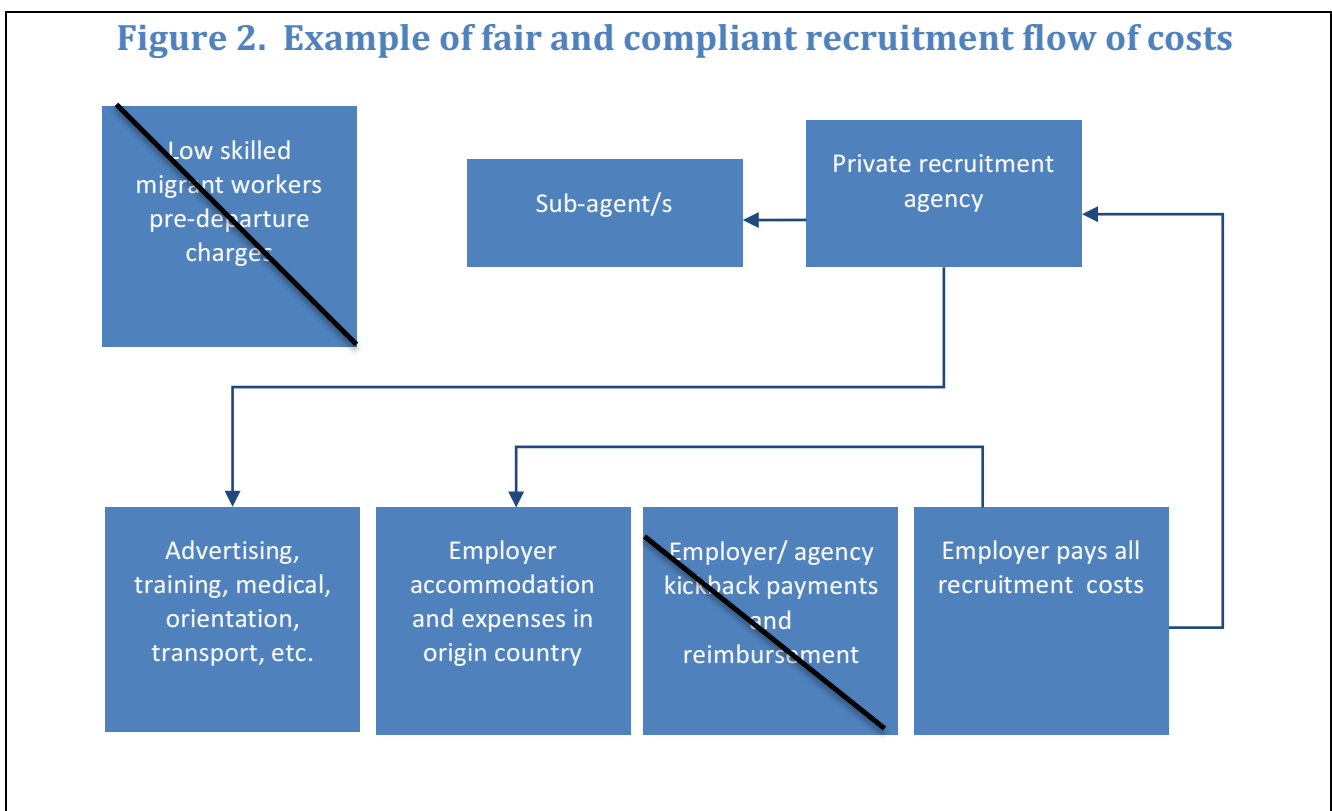 Figure 2.  Example of fair and compliant recruitment flow of costs
Low skilled
migrant workers
pre-departure
charges
Sub-agent/s
Private recruitment
agency
Advertising,
training, medical,
orientation,
transport, etc.
Employer
accommodation
and expenses in
origin country
Employer/ agency
kickback payments
and
reimbursement
Employer pays all
recruitment  costs